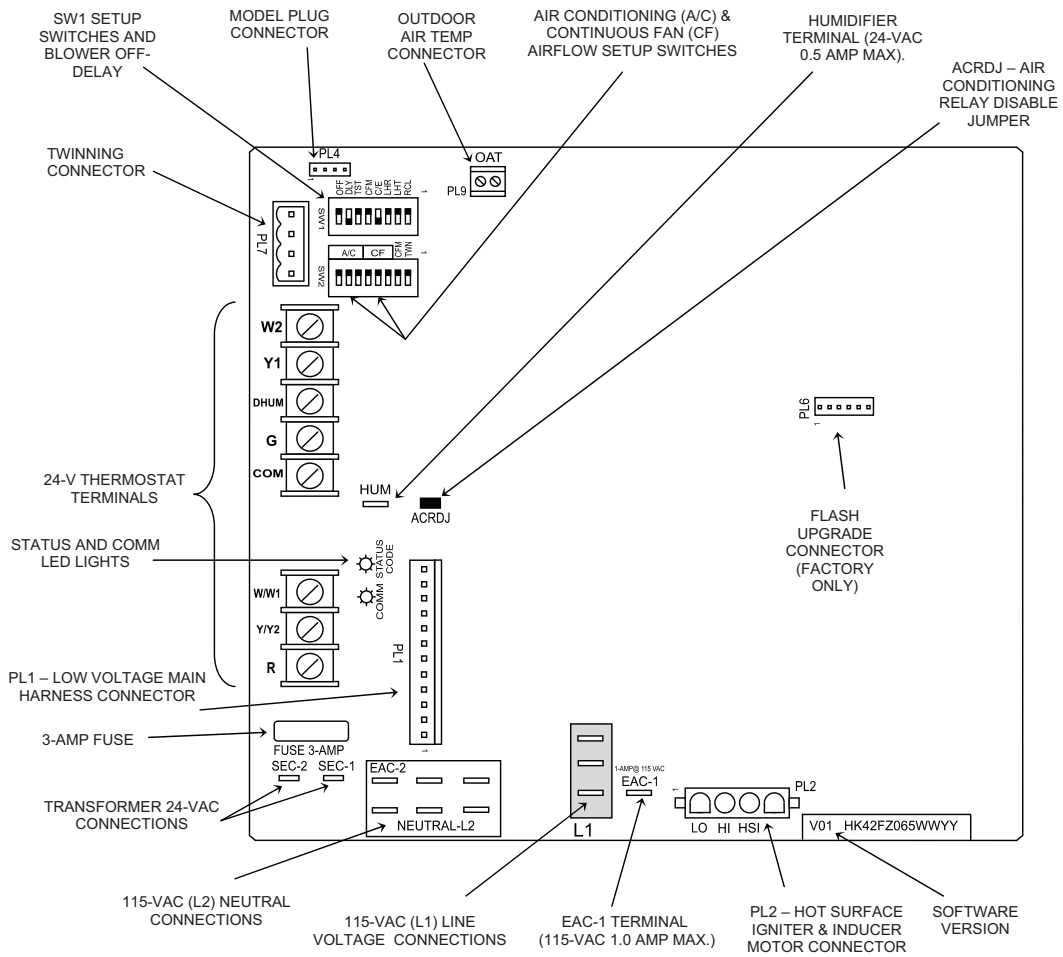 SW1 SETUP
SWITCHES AND
BLOWER OFF-
DELAY
MODEL PLUG
CONNECTOR
OUTDOOR
AIR TEMP
CONNECTOR
AIR CONDITIONING (A/C) &
CONTINUOUS FAN (CF)
AIRFLOW SETUP SWITCHES
HUMIDIFIER
TERMINAL (24-VAC
0.5 AMP MAX).
ACRDJ – AIR
CONDITIONING
RELAY DISABLE
JUMPER
TWINNING
CONNECTOR
PL4
1
OAT
PL9
OFF
DLY
TST
CFM
C/E
LHR
LHT
RCL
1
SW1
PL7
A/C
CF
CFM
TWIN
1
SW2
W2
Y1
DHUM
G
COM
24-V THERMOSTAT
TERMINALS
PL6
1
HUM
ACRDJ
FLASH
UPGRADE
CONNECTOR
(FACTORY
ONLY)
STATUS AND COMM
LED LIGHTS
STATUS
CODE
COMM
W/W1
Y/Y2
R
PL1
1
PL1 – LOW VOLTAGE MAIN
HARNESS CONNECTOR
3-AMP FUSE
FUSE 3-AMP
SEC-2
SEC-1
TRANSFORMER 24-VAC
CONNECTIONS
EAC-2
NEUTRAL-L2
L1
1-AMP@ 115 VAC
EAC-1
1
PL2
LO
HI
HSI
V01 HK42FZ065WWYY
115-VAC (L2) NEUTRAL
CONNECTIONS
115-VAC (L1) LINE
VOLTAGE CONNECTIONS
EAC-1 TERMINAL
(115-VAC 1.0 AMP MAX.)
PL2 – HOT SURFACE
IGNITER & INDUCER
MOTOR CONNECTOR
SOFTWARE
VERSION